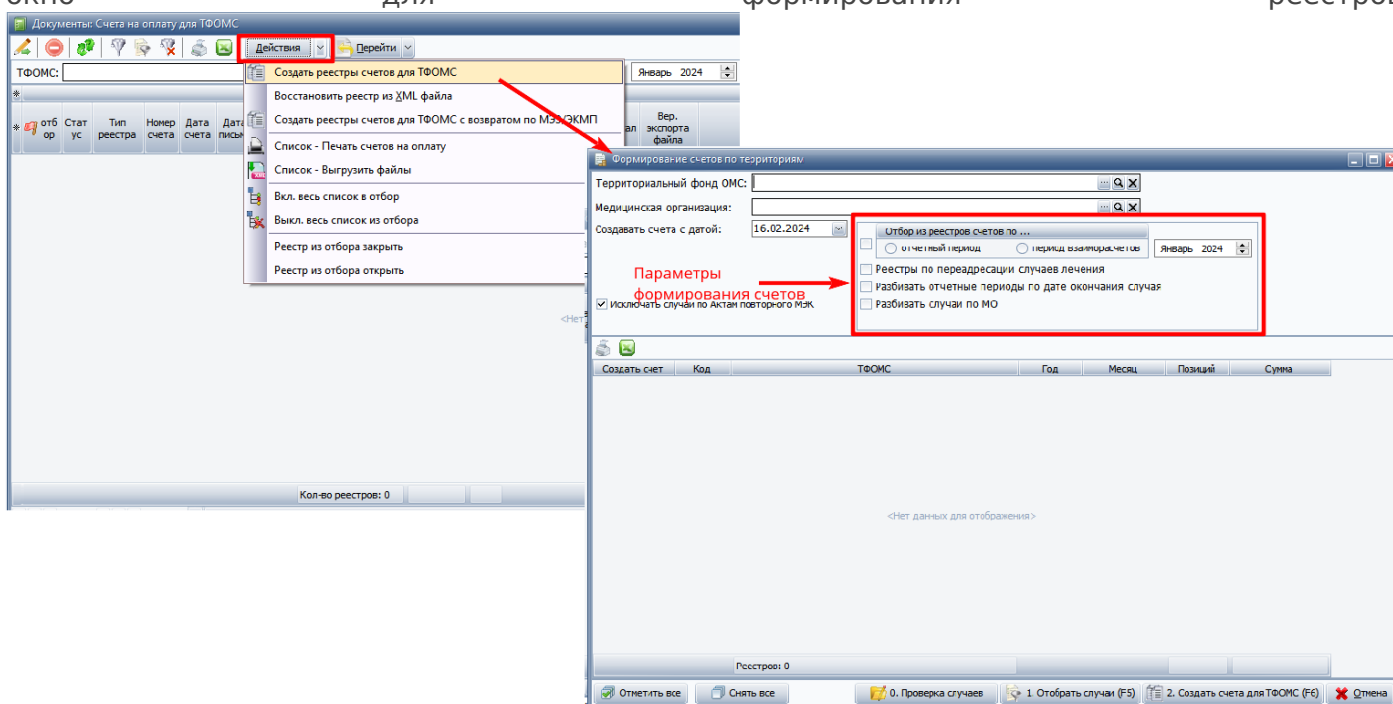 окно для формирования реестров
Документы: Счета на оплату для ТФОМС
Действия Перейти
ТФОМС: Январь 2024
Создать реестры счетов для ТФОМС
Восстановить реестр из XML файла
Создать реестры счетов для ТФОМС с возвратом по МЭЭ/ЭКМП
Список - Печать счетов на оплату
Список - Выгрузить файлы
Вкл. весь список в отбор
Выкл. весь список из отбора
Реестр из отбора закрыть
Реестр из отбора открыть
отб ор Стат ус Тип реестра Номер счета Дата счета Вер. экспорта файла
<Нет
Кол-во реестров: 0
Формирование счетов по территориям
Территориальный фонд ОМС:
Медицинская организация:
Создавать счета с датой: 16.02.2024
Отбор из реестров счетов по ...
отчетный период период взаиморасчетов Январь 2024
Реестры по переадресации случаев лечения
Разбивать отчетные периоды по дате окончания случая
Разбивать случаи по МО
Параметры
формирования счетов
Исключать случаи по Актам повторного МЭК
Создать счет Код ТФОМС Год Месяц Позиций Сумма
<Нет данных для отображения>
Реестров: 0
Отметить все Снять все 0. Проверка случаев 1. Отобрать случаи (F5) 2. Создать счета для ТФОМС (F6) Отмена